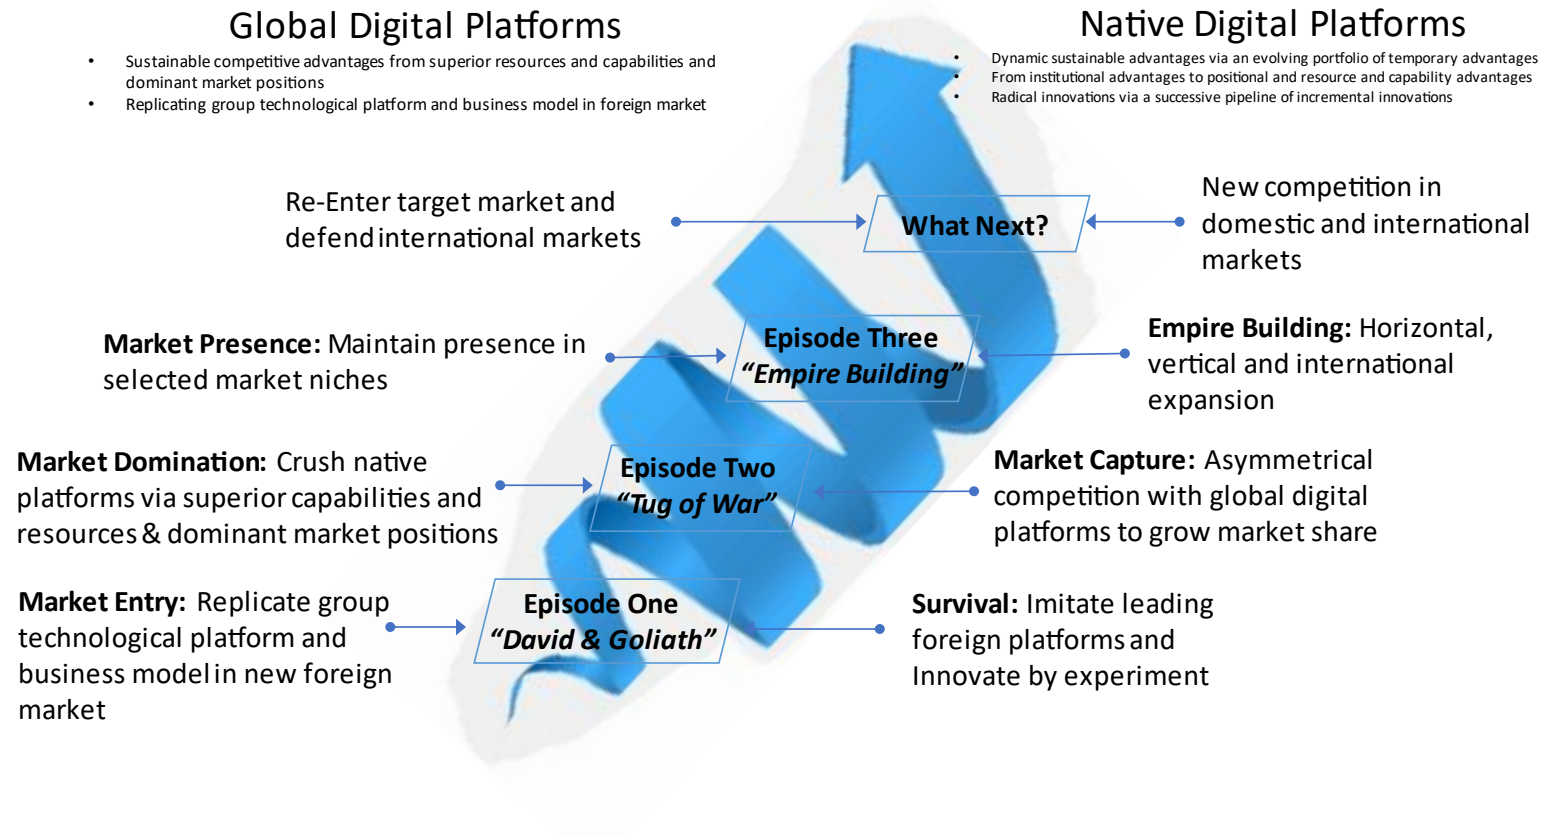 Global Digital Platforms
• Sustainable competitive advantages from superior resources and capabilities and
dominant market positions
• Replicating group technological platform and business model in foreign market
Native Digital Platforms
• Dynamic sustainable advantages via an evolving portfolio of temporary advantages
• From institutional advantages to positional and resource and capability advantages
• Radical innovations via a successive pipeline of incremental innovations
Re-Enter target market and
defend international markets
What Next?
New competition in
domestic and international
markets
Market Presence: Maintain presence in
selected market niches
Episode Three
“Empire Building”
Empire Building: Horizontal,
vertical and international
expansion
Market Domination: Crush native
platforms via superior capabilities and
resources & dominant market positions
Episode Two
“Tug of War”
Market Capture: Asymmetrical
competition with global digital
platforms to grow market share
Market Entry: Replicate group
technological platform and
business model in new foreign
market
Episode One
“David & Goliath”
Survival: Imitate leading
foreign platforms and
Innovate by experiment